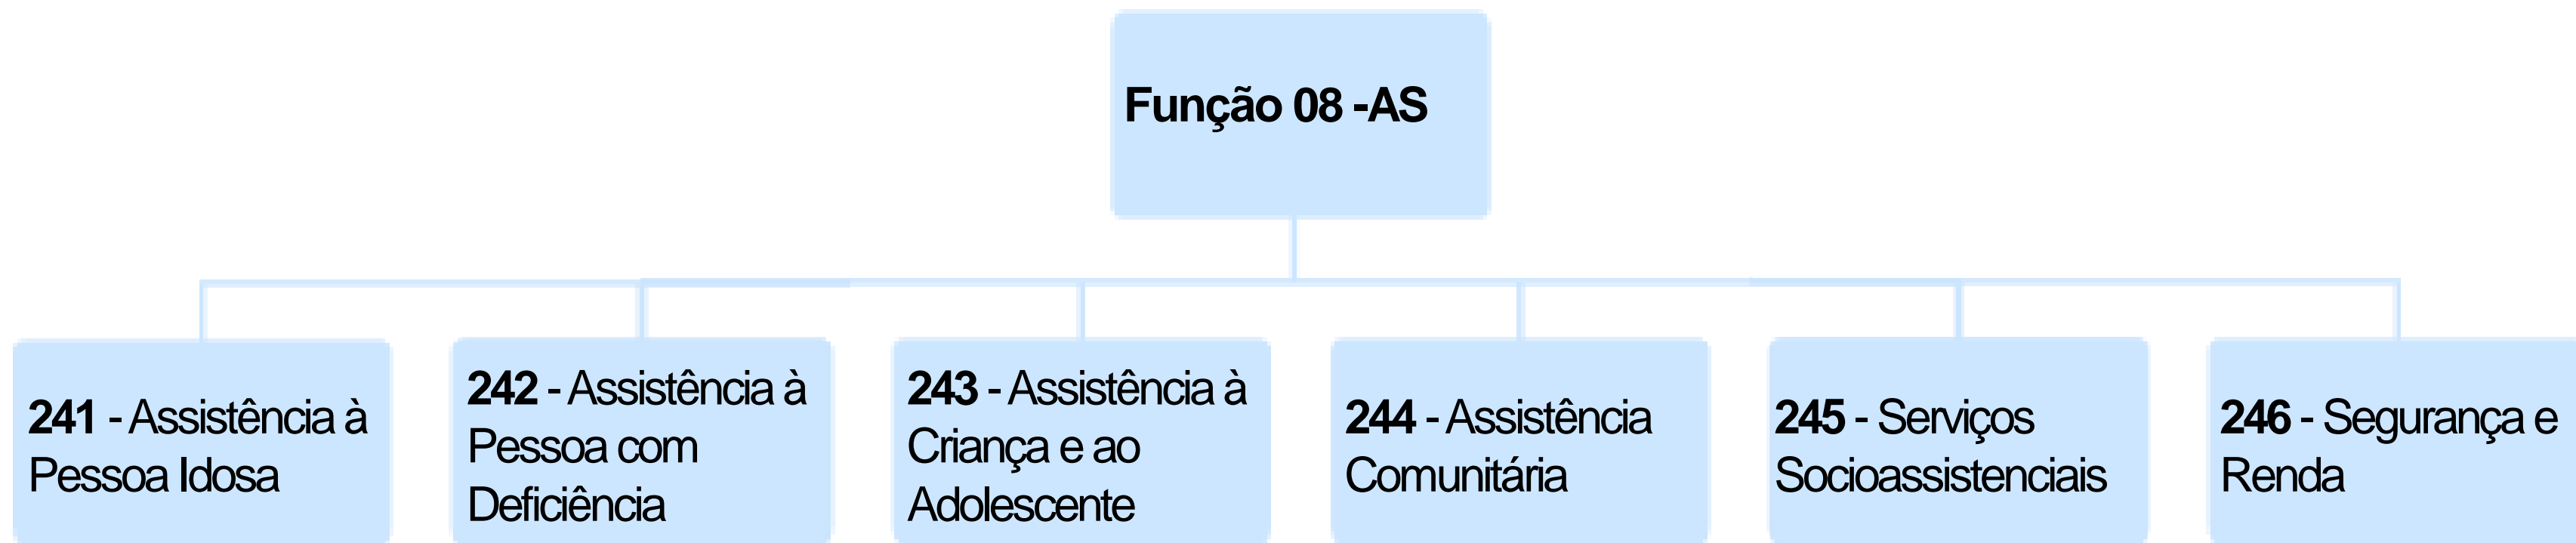 Função 08 -AS
241 - Assistência à
Pessoa Idosa
242 - Assistência à
Pessoa com
Deficiência
243 - Assistência à
Criança e ao
Adolescente
244 - Assistência
Comunitária
245 - Serviços
Socioassistenciais
246 - Segurança e
Renda